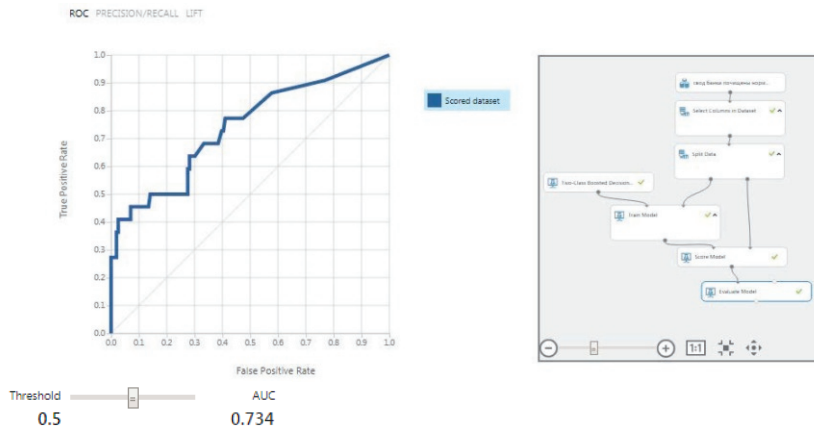 ROC PRECISION/RECALL LIFT
1.0
0.9
0.8
0.7
0.6
0.5
0.4
0.3
0.2
0.1
0.0
True Positive Rate
0.0 0.1 0.2 0.3 0.4 0.5 0.6 0.7 0.8 0.9 1.0
False Positive Rate
Scored dataset
Threshold
0.5
AUC
0.734
свод банки
Select Columns in Dataset
Split Data
Two-Class Boosted Decision...
Train Model
Score Model
Evaluate Model
1:1